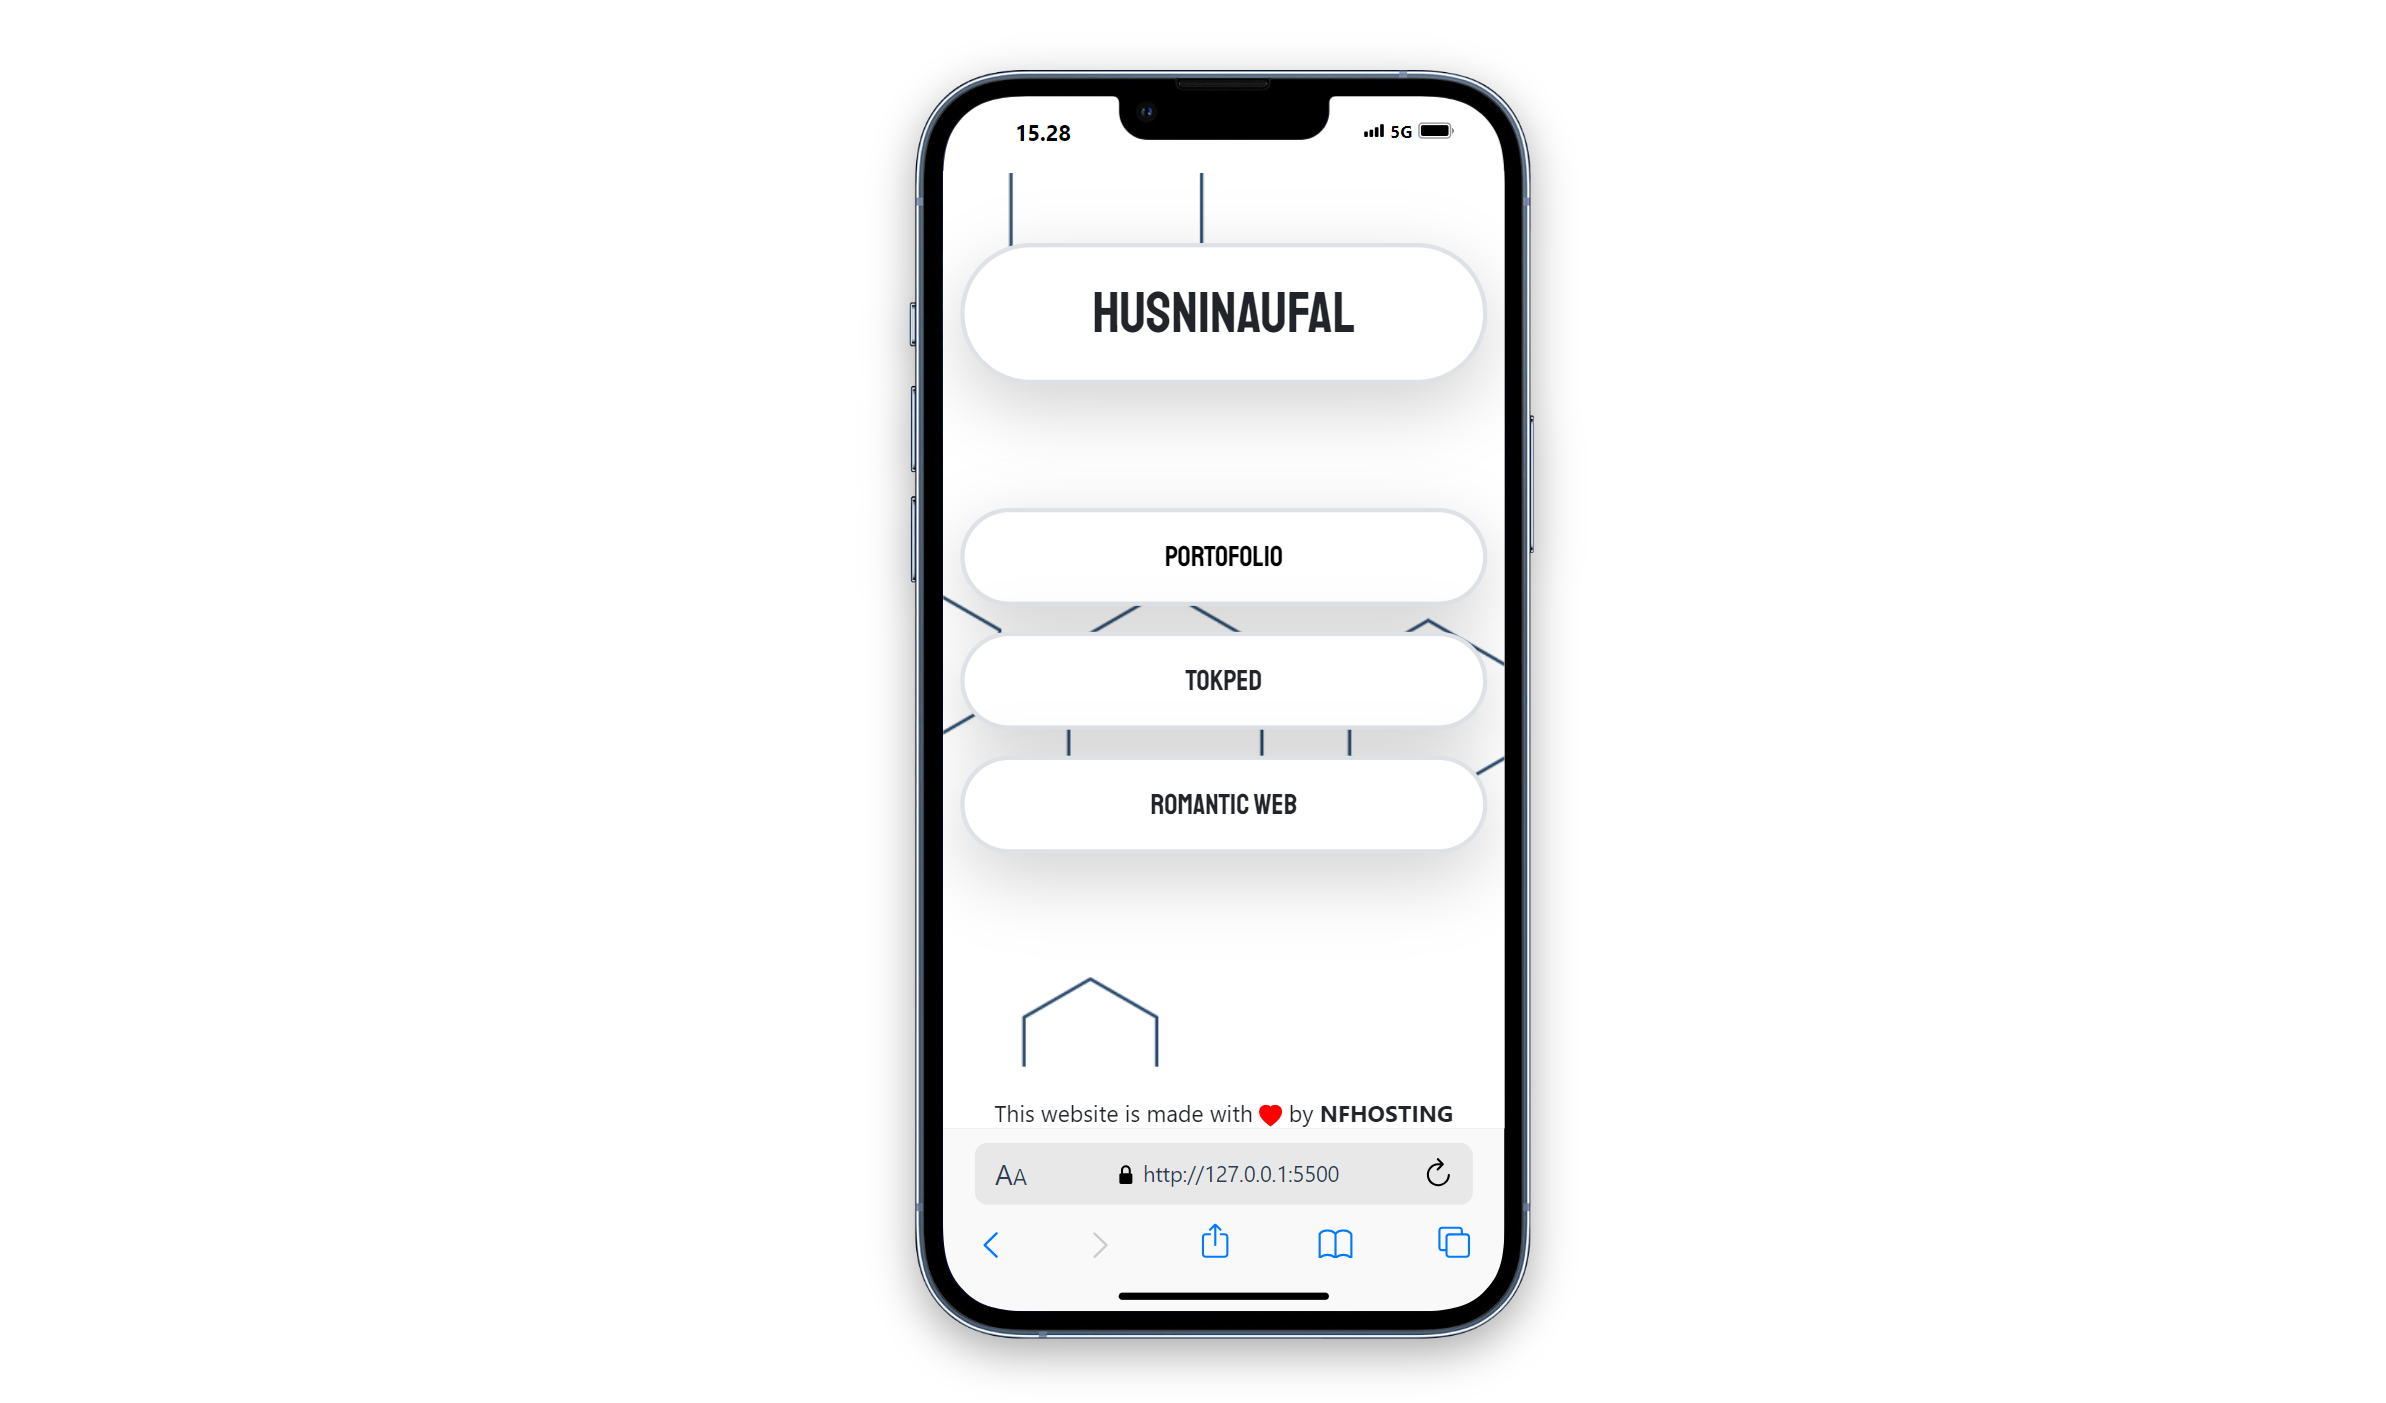 15.28 5G
HUSNINAUFAL
PORTOFOLIO
TOKPED
ROMANTIC WEB
This website is made with ❤ by NFHOSTING
AA http://127.0.0.1:5500